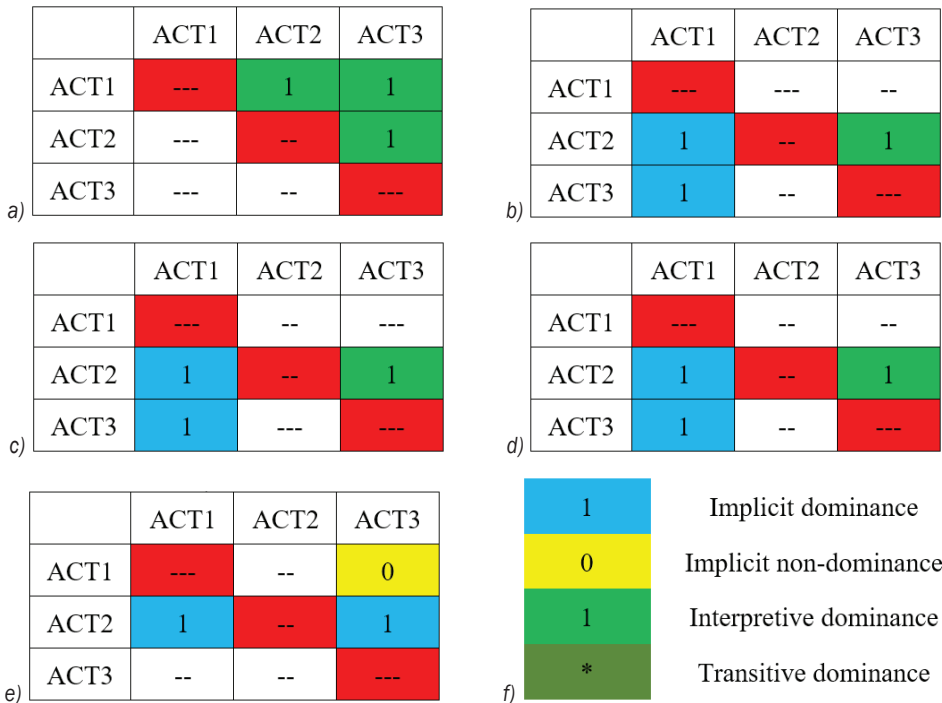 ACT1 ACT2 ACT3
ACT1 --- 1 1
ACT2 --- -- 1
ACT3 --- -- ---
a)
ACT1 ACT2 ACT3
ACT1 --- --- --
ACT2 1 -- 1
ACT3 1 -- ---
b)
ACT1 ACT2 ACT3
ACT1 --- -- ---
ACT2 1 -- 1
ACT3 1 --- ---
c)
ACT1 ACT2 ACT3
ACT1 --- -- --
ACT2 1 -- 1
ACT3 1 -- ---
d)
ACT1 ACT2 ACT3
ACT1 --- -- 0
ACT2 1 -- 1
ACT3 -- -- ---
e)
1 Implicit dominance
0 Implicit non-dominance
1 Interpretive dominance
* Transitive dominance
f)